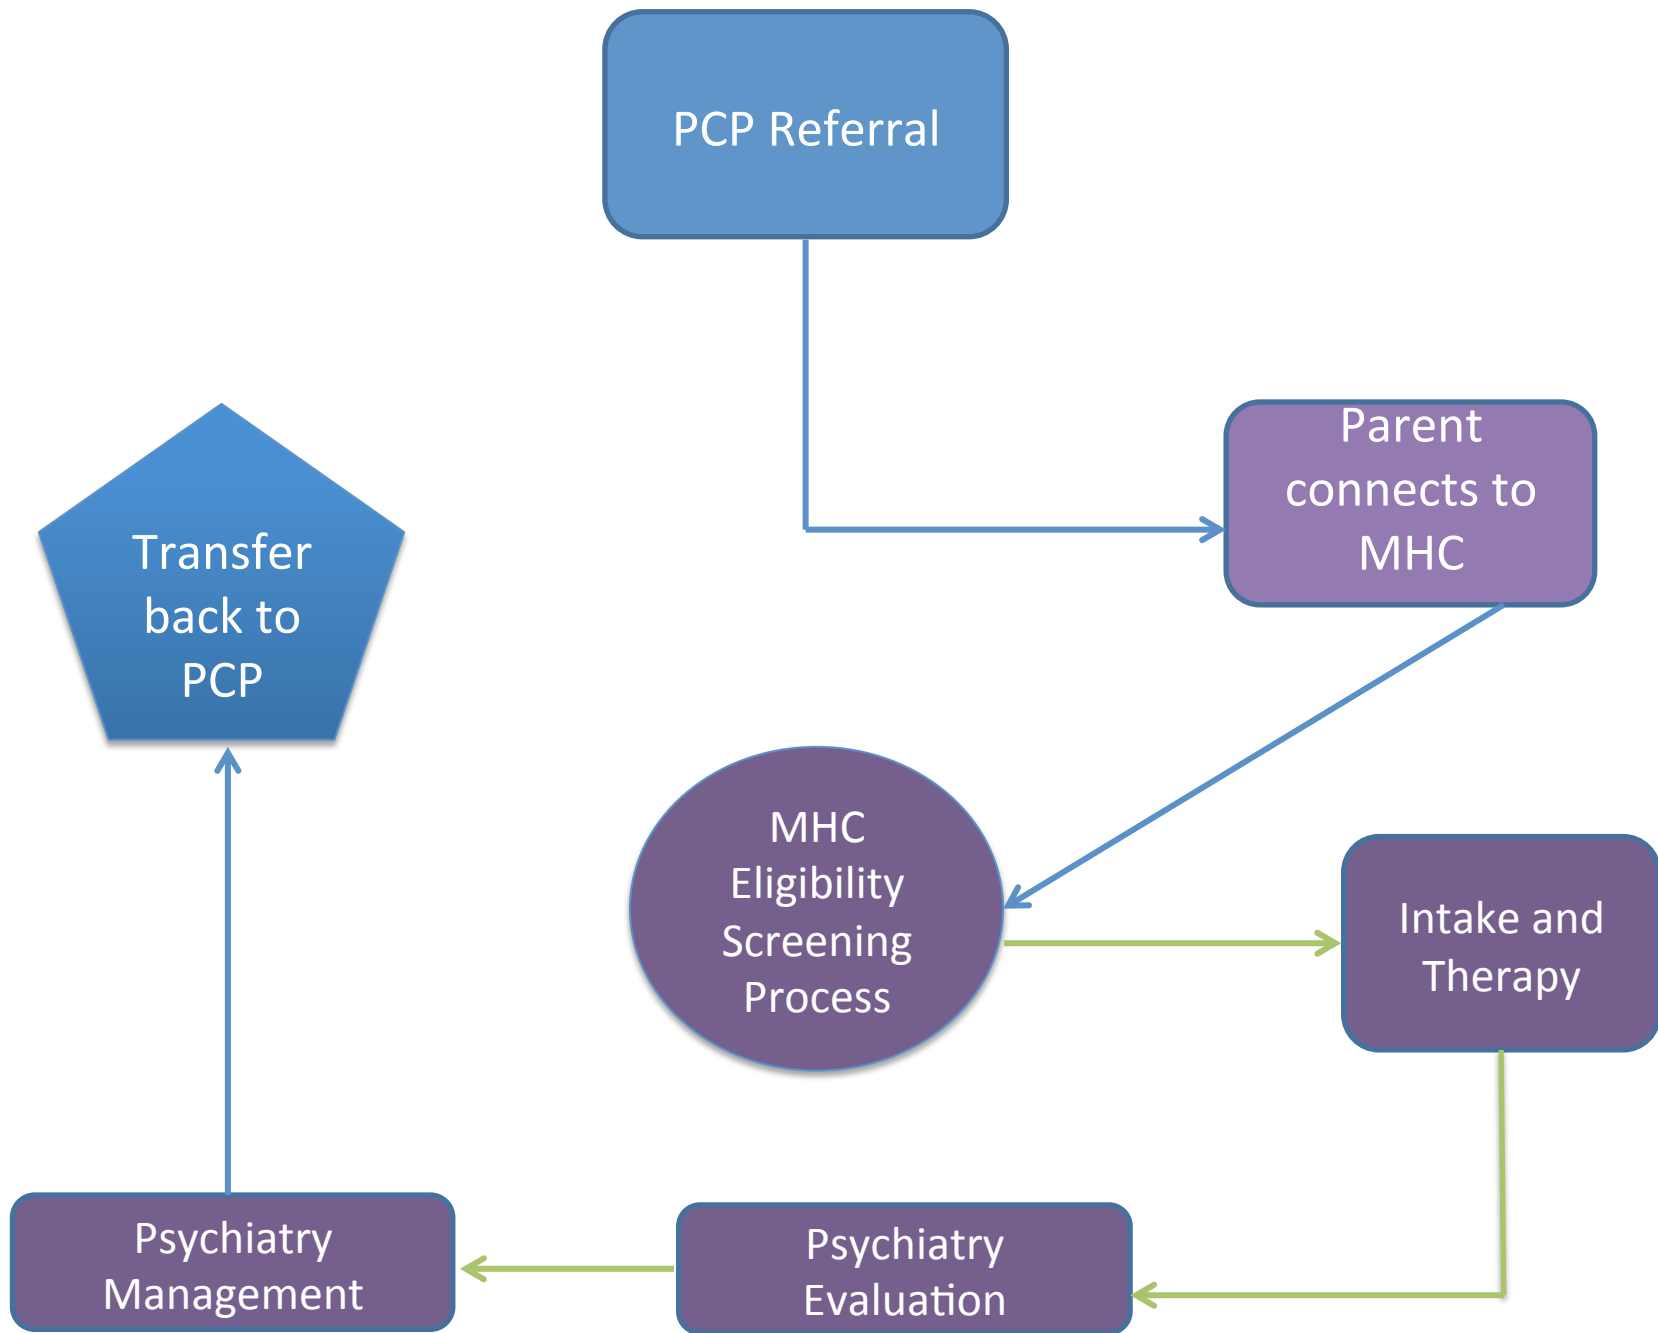 PCP Referral
Parent
connects to
MHC
Transfer
back to
PCP
MHC
Eligibility
Screening
Process
Intake and
Therapy
Psychiatry
Management
Psychiatry
Evaluation